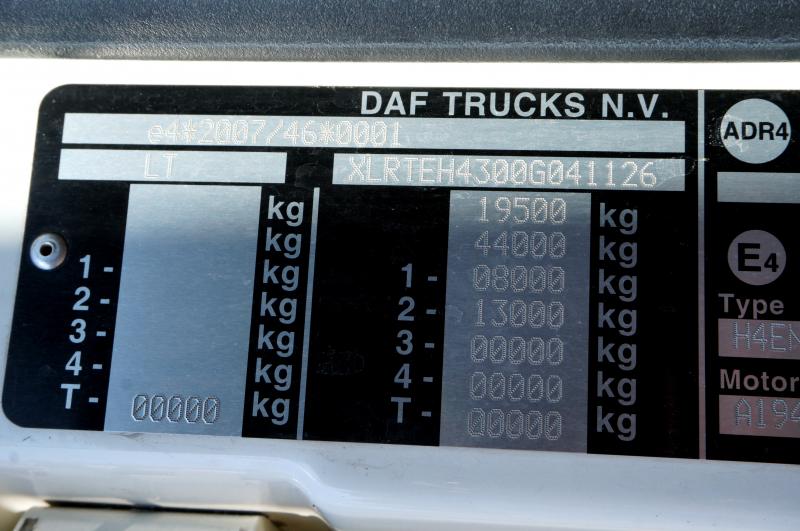 DAF TRUCKS N.V.
e4*2007/46*0001
LT
XLRTEH4300G041126
kg
kg
1- kg
2- kg
3- kg
4- kg
T- 00000 kg
19500 kg
44000 kg
1- 08000 kg
2- 13000 kg
3- 00000 kg
4- 00000 kg
T- 00000 kg
ADR4
E4
Type
H4EN
Motor
A194